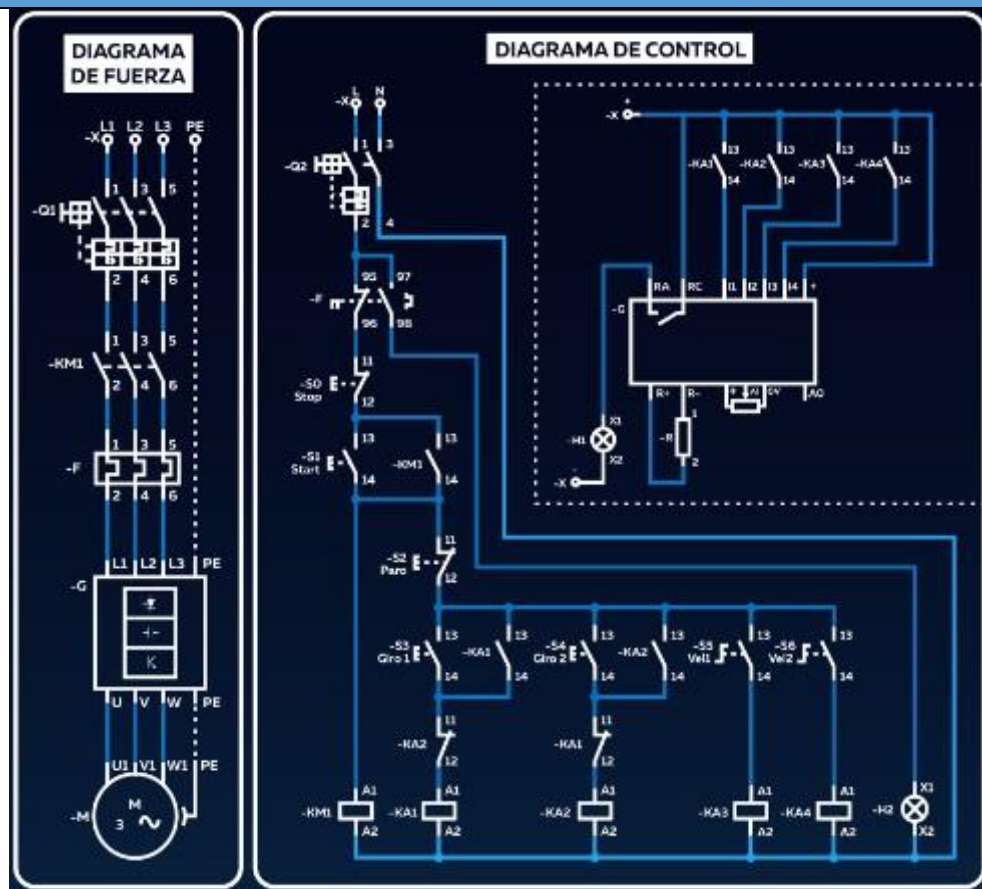 DIAGRAMA
DE FUERZA
L1 L2 L3 PE
-X
1 3 5
-Q1
2 4 6
1 3 5
-KM1
2 4 6
1 3 5
-F
2 4 6
L1 L2 L3 PE
-G
K
U V W PE
U1 V1 W1 PE
-M
M
3
DIAGRAMA DE CONTROL
L N
-X
1 3
-Q2
2 4
95 97
-F
96 98
11
-S0
Stop
12
13 13
-S1
Start
-KM1
14 14
11
-S2
Paro
12
13 13 13 13 13 13
-S3
Giro 1
-KA1
-S4
Giro 2
-KA2
-S5
Vel1
-S6
Vel2
14 14 14 14 14 14
11 11
-KA2 -KA1
12 12
A1 A1 A1 A1 A1 X1
-KM1 -KA1 -KA2 -KA3 -KA4 -H2
A2 A2 A2 A2 A2 X2
+
-X
13 13 13 13
-KA1 -KA2 -KA3 -KA4
14 14 14 14
RA RC I1 I2 I3 I4 +
-G
R+ R- + AI 0V AO
X1
-H1
X2
1
-R
2
-
-X